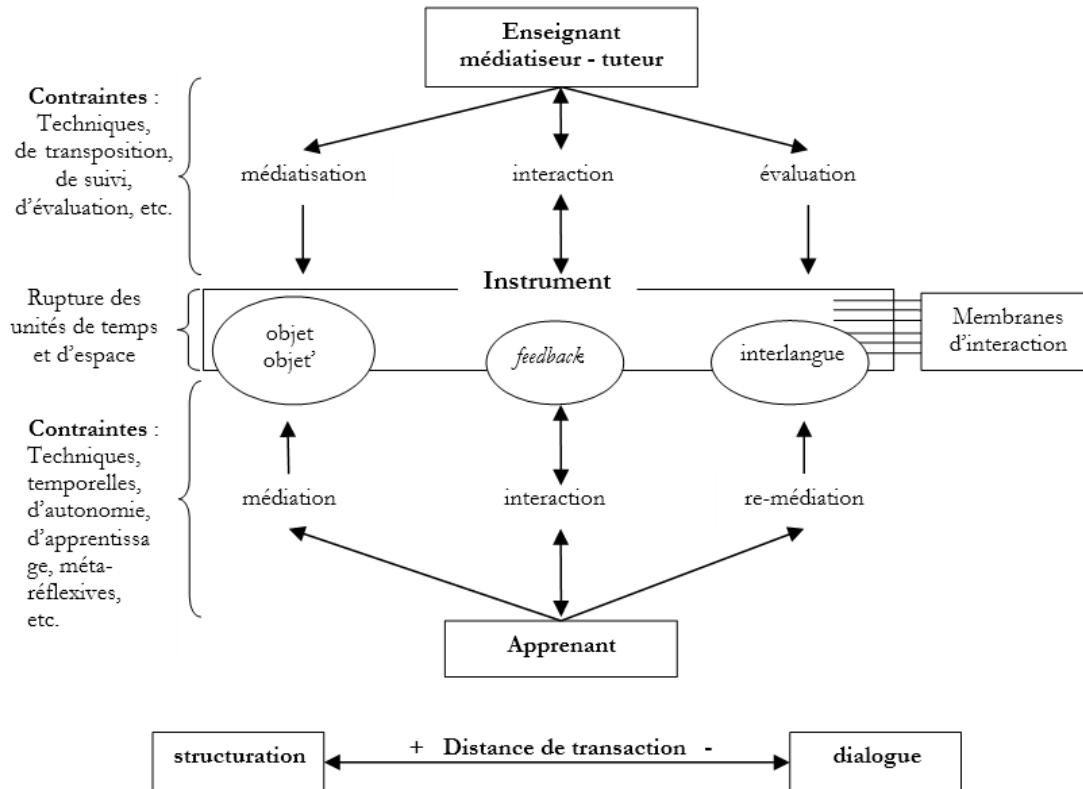 Enseignant
médiatiseur - tuteur
Contraintes :
Techniques,
de transposition,
de suivi,
d'évaluation, etc.
médiatisation
interaction
évaluation
Instrument
Rupture des
unités de temps
et d'espace
objet
objet'
feedback
interlangue
Membranes
d'interaction
Contraintes :
Techniques,
temporelles,
d'autonomie,
d'apprentissa
ge, méta-
réflexives,
etc.
médiation
interaction
re-médiation
Apprenant
structuration
+ Distance de transaction -
dialogue